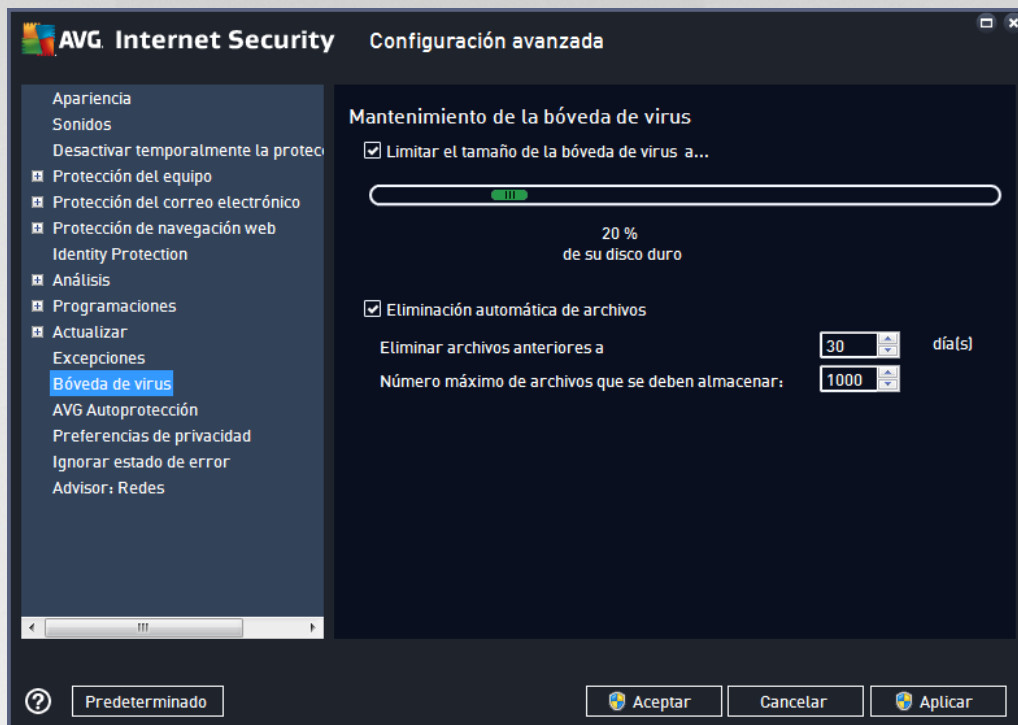 AVG Internet Security Configuración avanzada
Apariencia
Sonidos
Desactivar temporalmente la protec
Protección del equipo
Protección del correo electrónico
Protección de navegación web
Identity Protection
Análisis
Programaciones
Actualizar
Excepciones
Bóveda de virus
AVG Autoprotección
Preferencias de privacidad
Ignorar estado de error
Advisor: Redes
Mantenimiento de la bóveda de virus
Limitar el tamaño de la bóveda de virus a...
20 %
de su disco duro
Eliminación automática de archivos
Eliminar archivos anteriores a 30 día(s)
Número máximo de archivos que se deben almacenar: 1000
? Predeterminado Aceptar Cancelar Aplicar